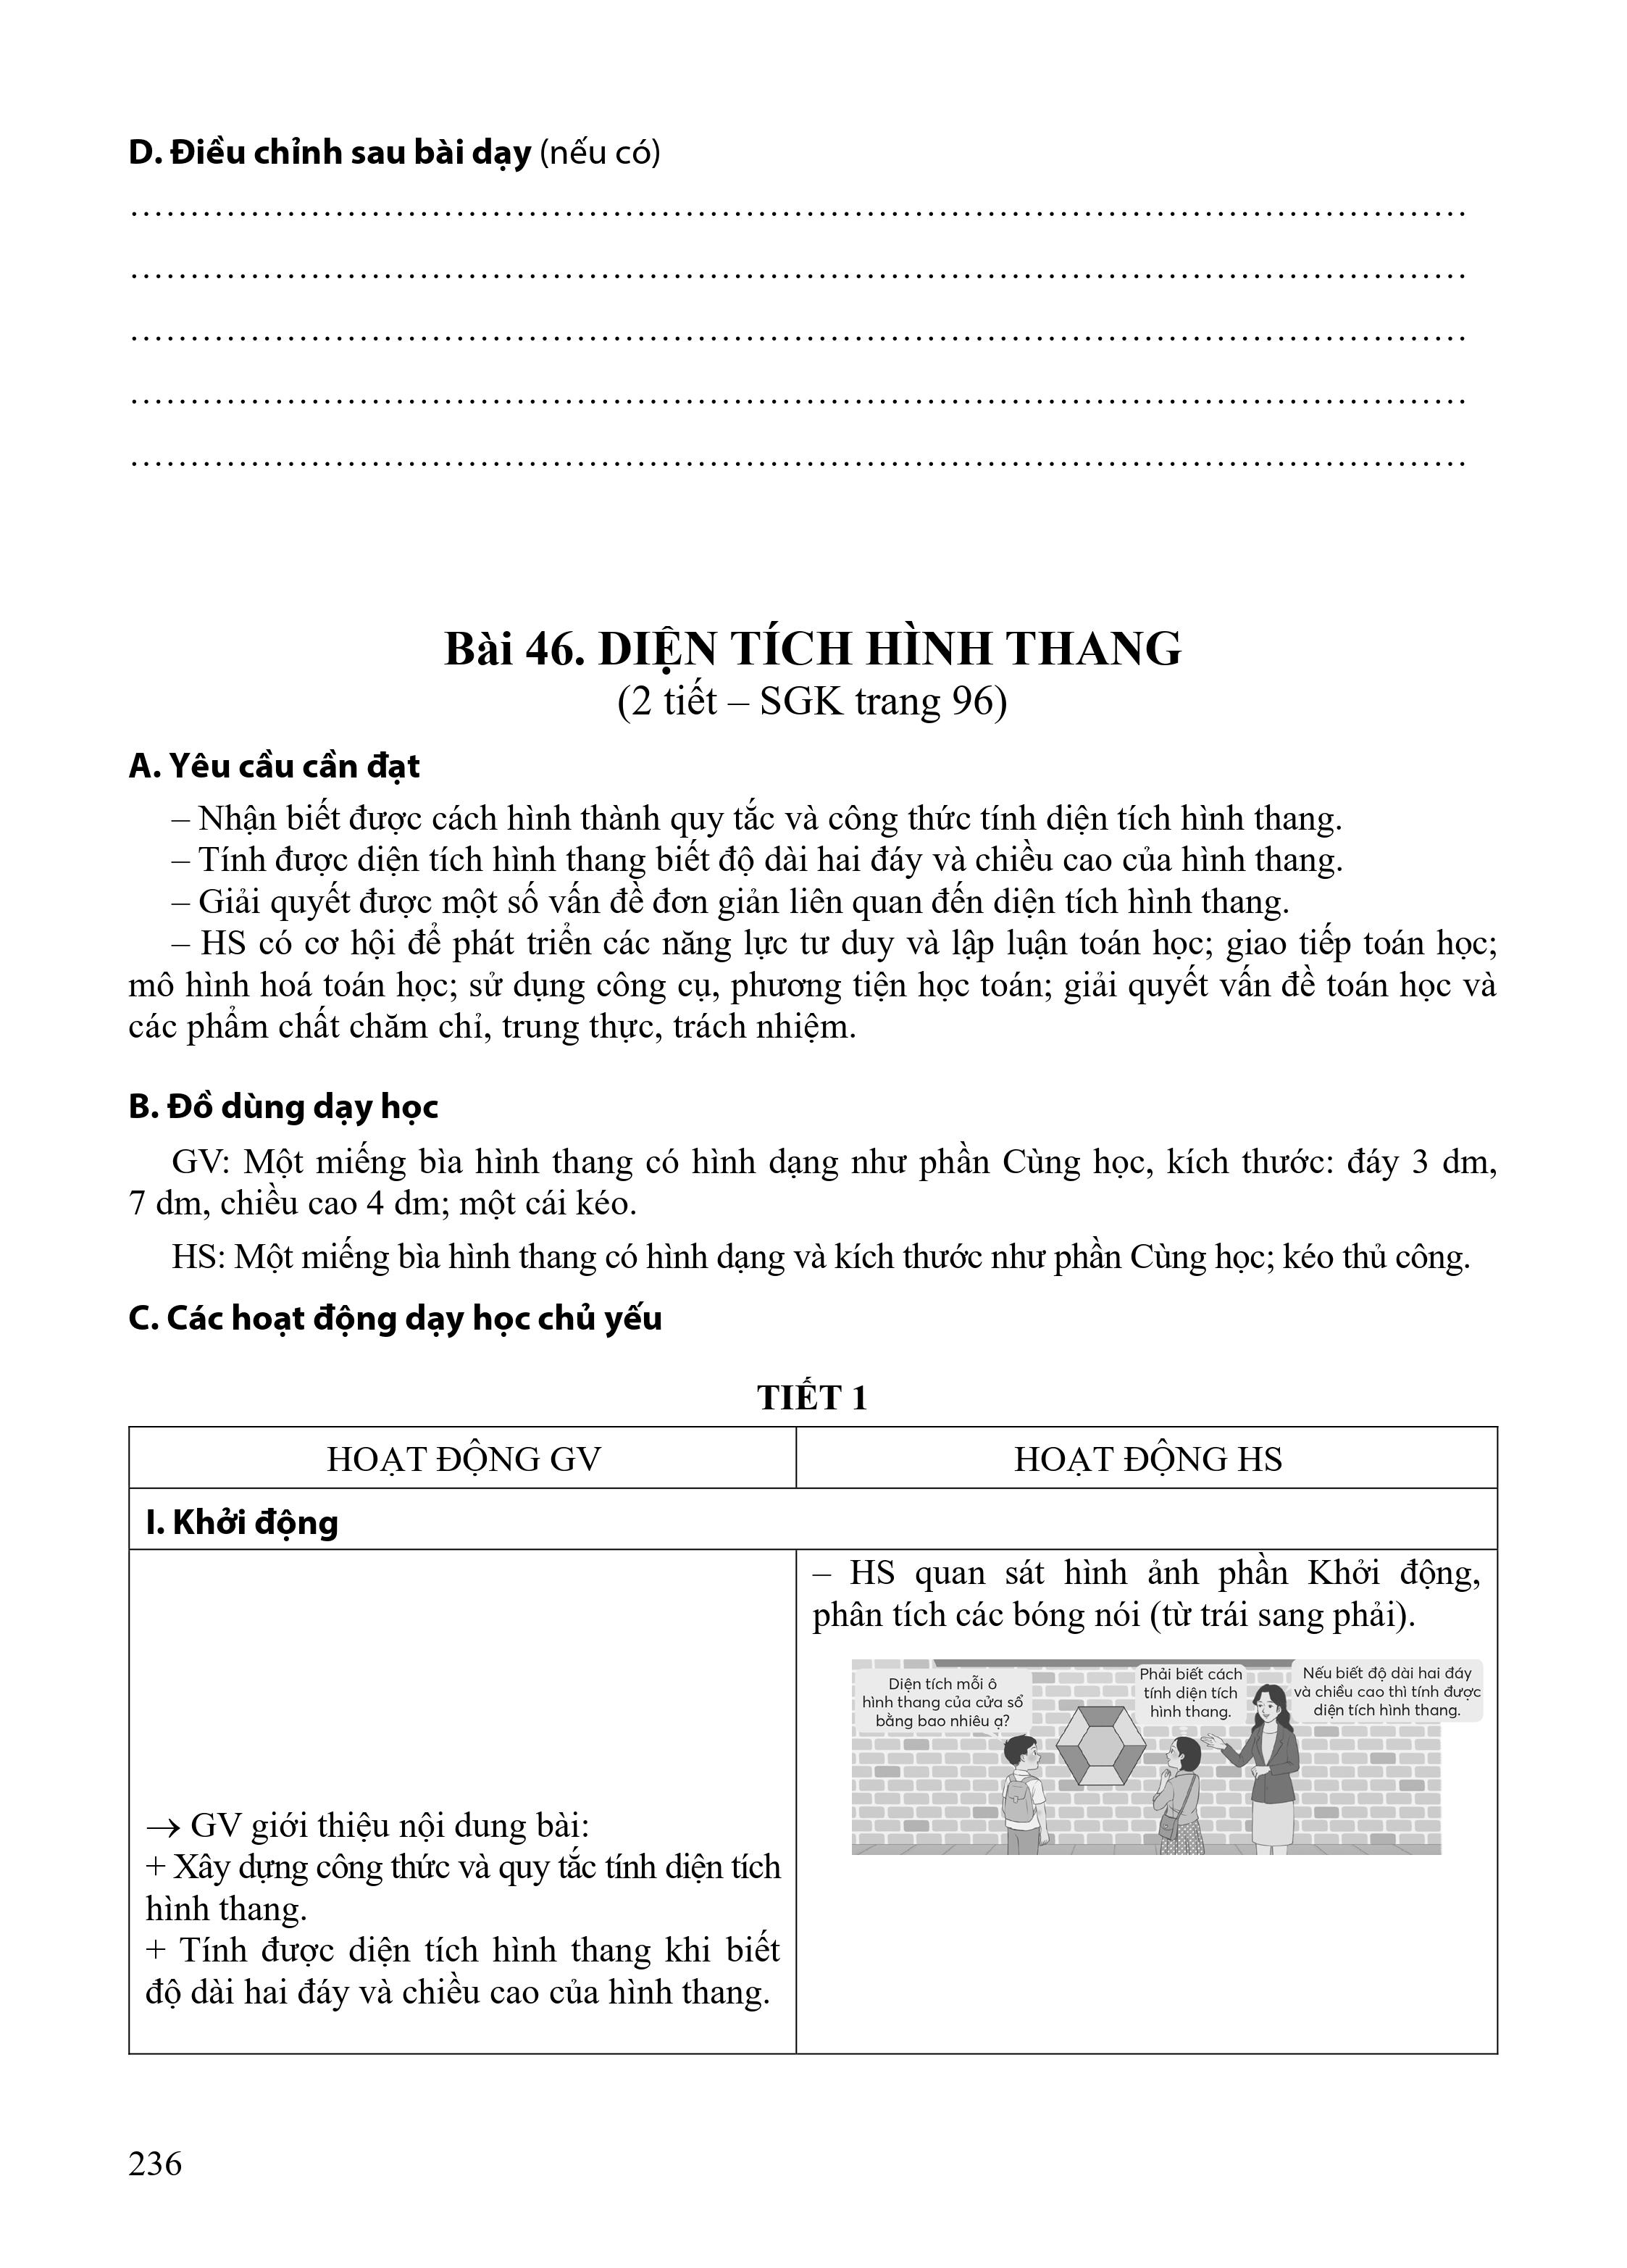 D. Điều chỉnh sau bài dạy (nếu có)
................................................................................................................
................................................................................................................
................................................................................................................
................................................................................................................
................................................................................................................
Bài 46. DIỆN TÍCH HÌNH THANG
(2 tiết – SGK trang 96)
A. Yêu cầu cần đạt
– Nhận biết được cách hình thành quy tắc và công thức tính diện tích hình thang.
– Tính được diện tích hình thang biết độ dài hai đáy và chiều cao của hình thang.
– Giải quyết được một số vấn đề đơn giản liên quan đến diện tích hình thang.
– HS có cơ hội để phát triển các năng lực tư duy và lập luận toán học; giao tiếp toán học;
mô hình hoá toán học; sử dụng công cụ, phương tiện học toán; giải quyết vấn đề toán học và
các phẩm chất chăm chỉ, trung thực, trách nhiệm.
B. Đồ dùng dạy học
GV: Một miếng bìa hình thang có hình dạng như phần Cùng học, kích thước: đáy 3 dm,
7 dm, chiều cao 4 dm; một cái kéo.
HS: Một miếng bìa hình thang có hình dạng và kích thước như phần Cùng học; kéo thủ công.
C. Các hoạt động dạy học chủ yếu
TIẾT 1
HOẠT ĐỘNG GV
HOẠT ĐỘNG HS
I. Khởi động
→ GV giới thiệu nội dung bài:
+ Xây dựng công thức và quy tắc tính diện tích
hình thang.
+ Tính được diện tích hình thang khi biết
độ dài hai đáy và chiều cao của hình thang.
– HS quan sát hình ảnh phần Khởi động,
phân tích các bóng nói (từ trái sang phải).
Diện tích mỗi ô
hình thang của cửa sổ
bằng bao nhiêu ạ?
Phải biết cách
tính diện tích
hình thang.
Nếu biết độ dài hai đáy
và chiều cao thì tính được
diện tích hình thang.
236